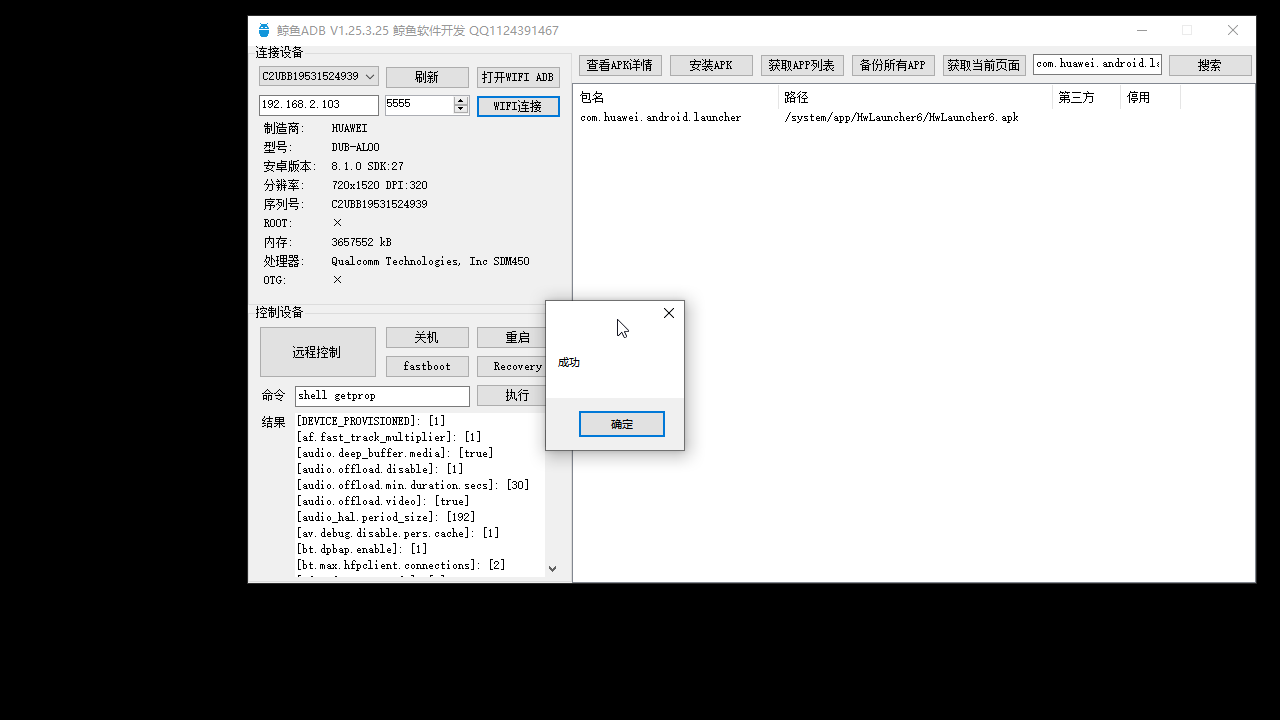 鲸鱼ADB V1.25.3.25 鲸鱼软件开发 QQ1124391467
连接设备
C2UBB19531524939 刷新 打开WIFI ADB
192.168.2.103 5555 WIFI连接
制造商: HUAWEI
型号: DUB-AL00
安卓版本: 8.1.0 SDK:27
分辨率: 720x1520 DPI:320
序列号: C2UBB19531524939
ROOT: ×
内存: 3657552 kB
处理器: Qualcomm Technologies, Inc SDM450
OTG: ×
控制设备
远程控制 关机 重启
fastboot Recovery
命令 shell getprop 执行
结果
[DEVICE_PROVISIONED]: [1]
[af.fast_track_multiplier]: [1]
[audio.deep_buffer.media]: [true]
[audio.offload.disable]: [1]
[audio.offload.min.duration.secs]: [30]
[audio.offload.video]: [true]
[audio_hal.period_size]: [192]
[av.debug.disable.pers.cache]: [1]
[bt.dpbap.enable]: [1]
[bt.max.hfpclient.connections]: [2]
查看APK详情 安装APK 获取APP列表 备份所有APP 获取当前页面 com.huawei.android.la 搜索
包名 路径 第三方 停用
com.huawei.android.launcher /system/app/HwLauncher6/HwLauncher6.apk
成功
确定